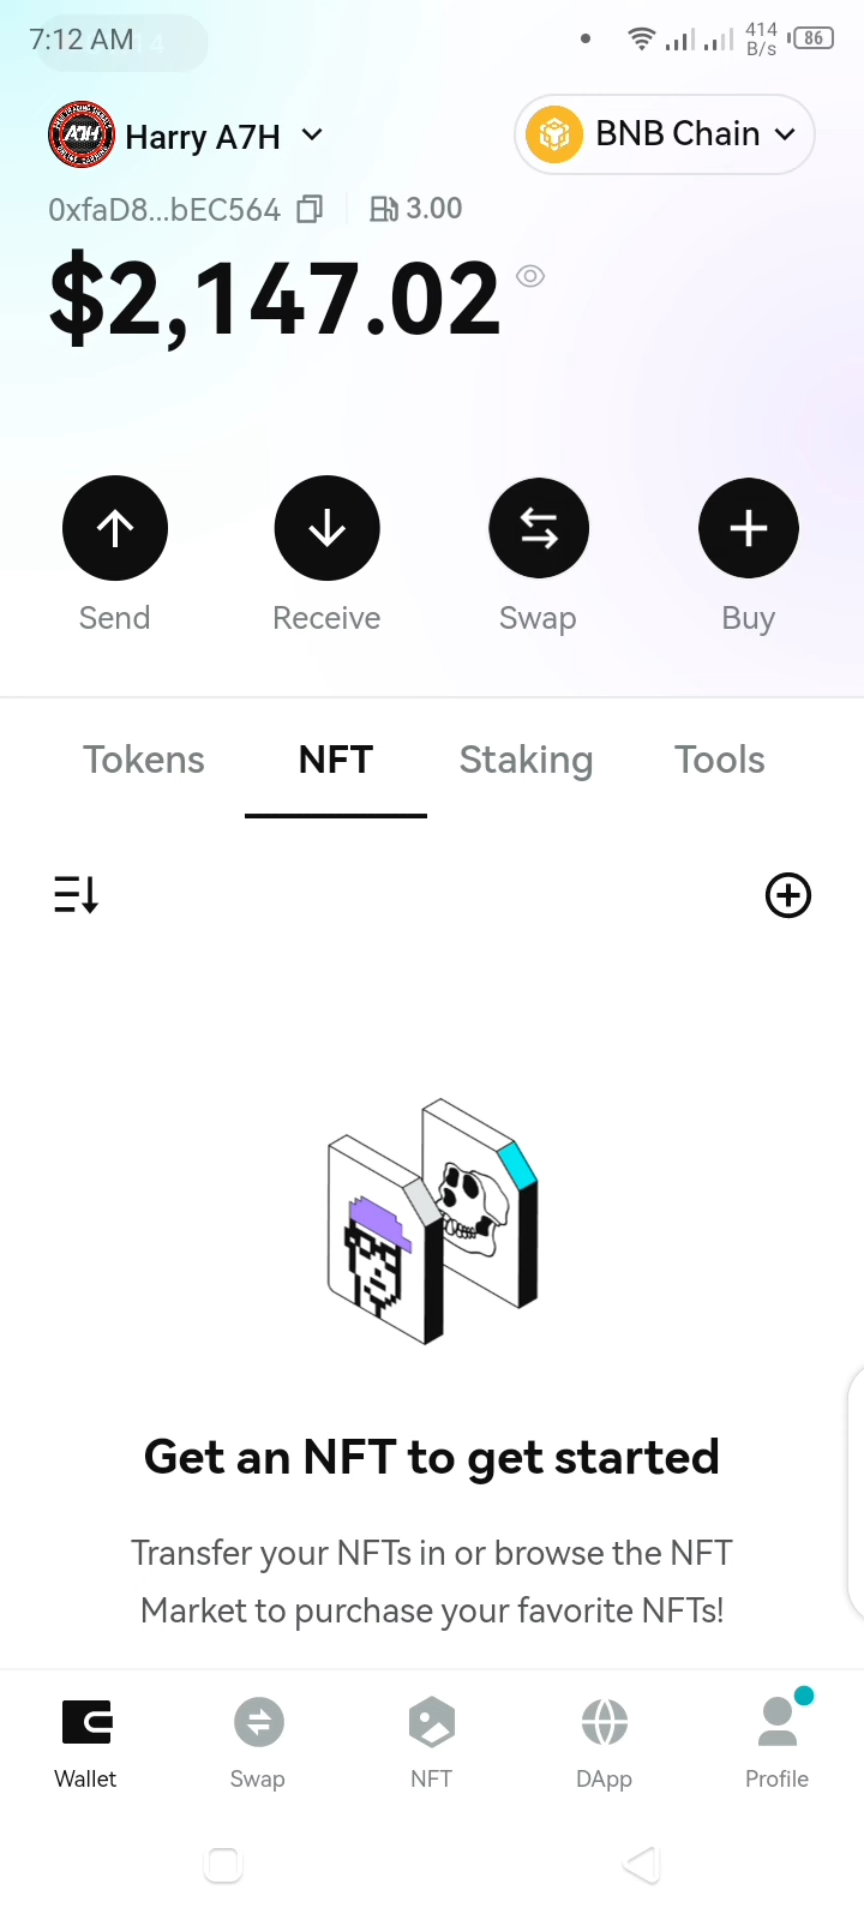 7:12 AM
414
B/s
86
A7H
Harry A7H
BNB Chain
0xfaD8...bEC564
3.00
$2,147.02
Send
Receive
Swap
Buy
Tokens
NFT
Staking
Tools
Get an NFT to get started
Transfer your NFTs in or browse the NFT
Market to purchase your favorite NFTs!
Wallet
Swap
NFT
DApp
Profile